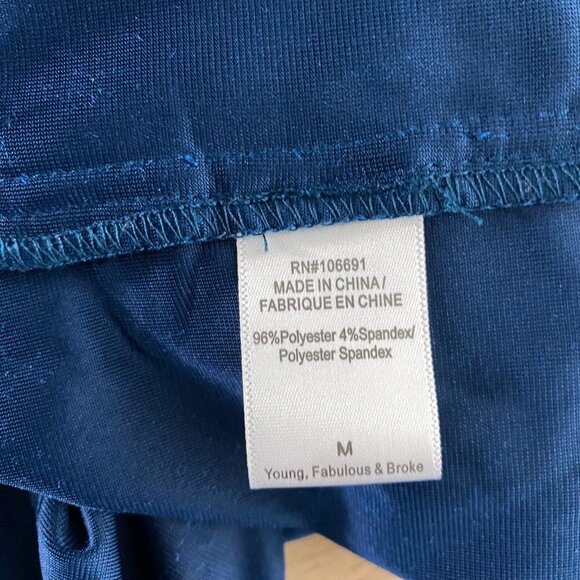 RN#106691
MADE IN CHINA/
FABRIQUE EN CHINE
96%Polyester 4%Spandex/
Polyester Spandex
M
Young, Fabulous & Broke